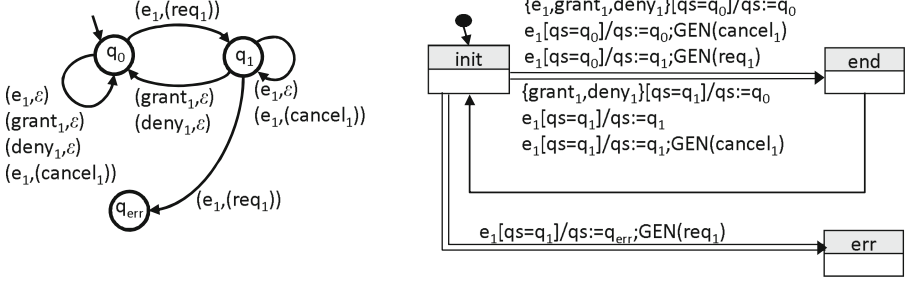 (e₁,(req₁))
q₀
q₁
(e₁,ε)
(grant₁,ε)
(deny₁,ε)
(e₁,(cancel₁))
(grant₁,ε)
(deny₁,ε)
(e₁,ε)
(e₁,(cancel₁))
(e₁,(req₁))
qₑᵣᵣ
{e₁,grant₁,deny₁}[qs=q₀]/qs:=q₀
e₁[qs=q₀]/qs:=q₀;GEN(cancel₁)
e₁[qs=q₀]/qs:=q₁;GEN(req₁)
init
end
{grant₁,deny₁}[qs=q₁]/qs:=q₀
e₁[qs=q₁]/qs:=q₁
e₁[qs=q₁]/qs:=q₁;GEN(cancel₁)
e₁[qs=q₁]/qs:=qₑᵣᵣ;GEN(req₁)
err